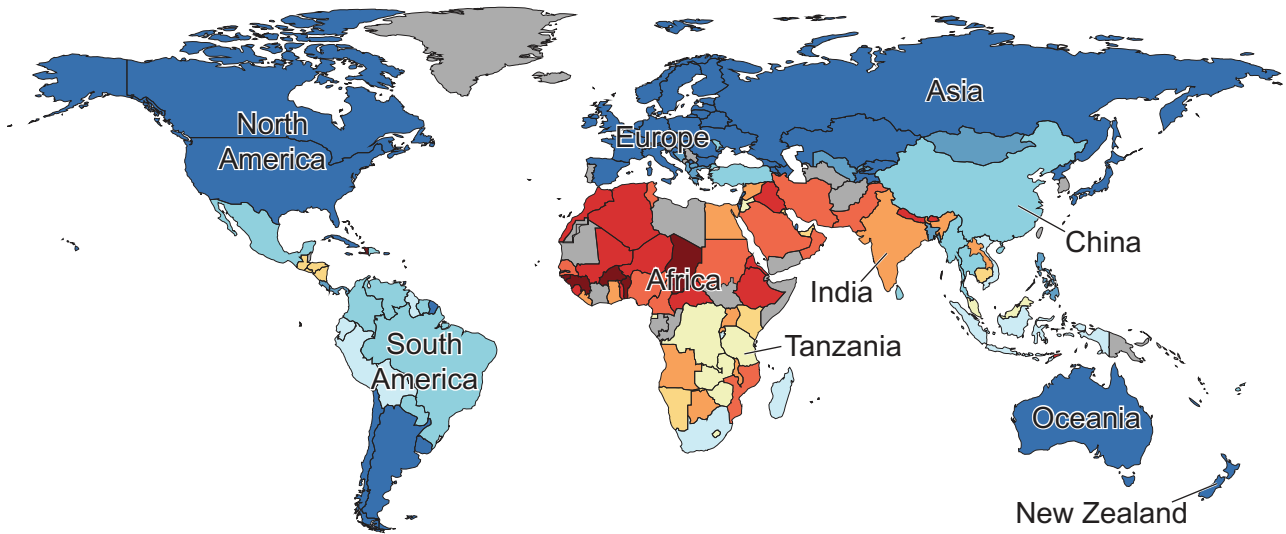 Asia
North
America
Europe
China
Africa
India
Tanzania
South
America
Oceania
New Zealand